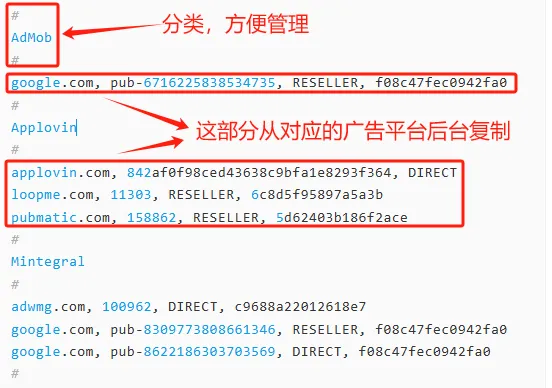 #
AdMob
分类，方便管理
#
google.com, pub-6716225838534735, RESELLER, f08c47fec0942fa0
#
Applovin
这部分从对应的广告平台后台复制
#
applovin.com, 842af0f98ced43638c9bfa1e8293f364, DIRECT
loopme.com, 11303, RESELLER, 6c8d5f95897a5a3b
pubmatic.com, 158862, RESELLER, 5d62403b186f2ace
#
Mintegral
#
adwmg.com, 100962, DIRECT, c9688a22012618e7
google.com, pub-8309773808661346, RESELLER, f08c47fec0942fa0
google.com, pub-8622186303703569, DIRECT, f08c47fec0942fa0
#